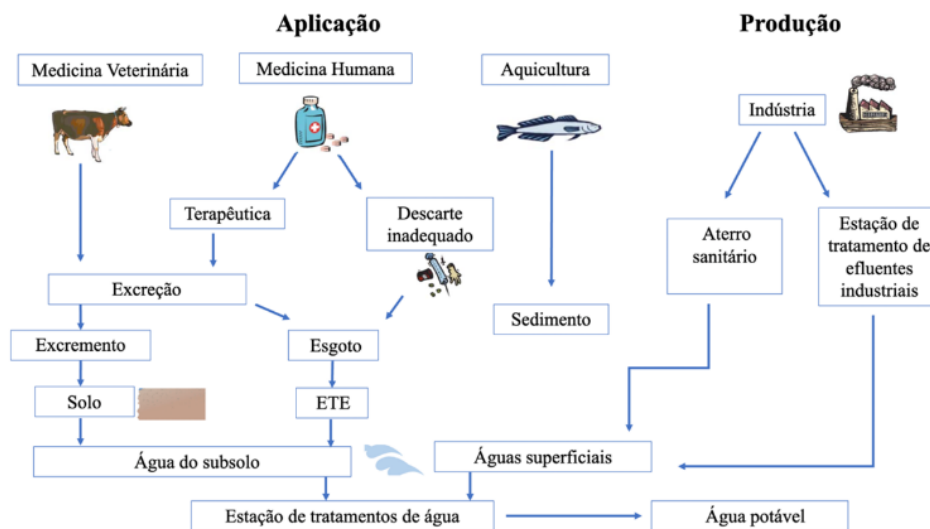 Aplicação
Produção
Medicina Veterinária
Medicina Humana
Aquicultura
Indústria
Terapêutica
Descarte
inadequado
Aterro
sanitário
Estação de
tratamento de
efluentes
industriais
Excreção
Sedimento
Excremento
Esgoto
Solo
ETE
Água do subsolo
Águas superficiais
Estação de tratamentos de água
Água potável